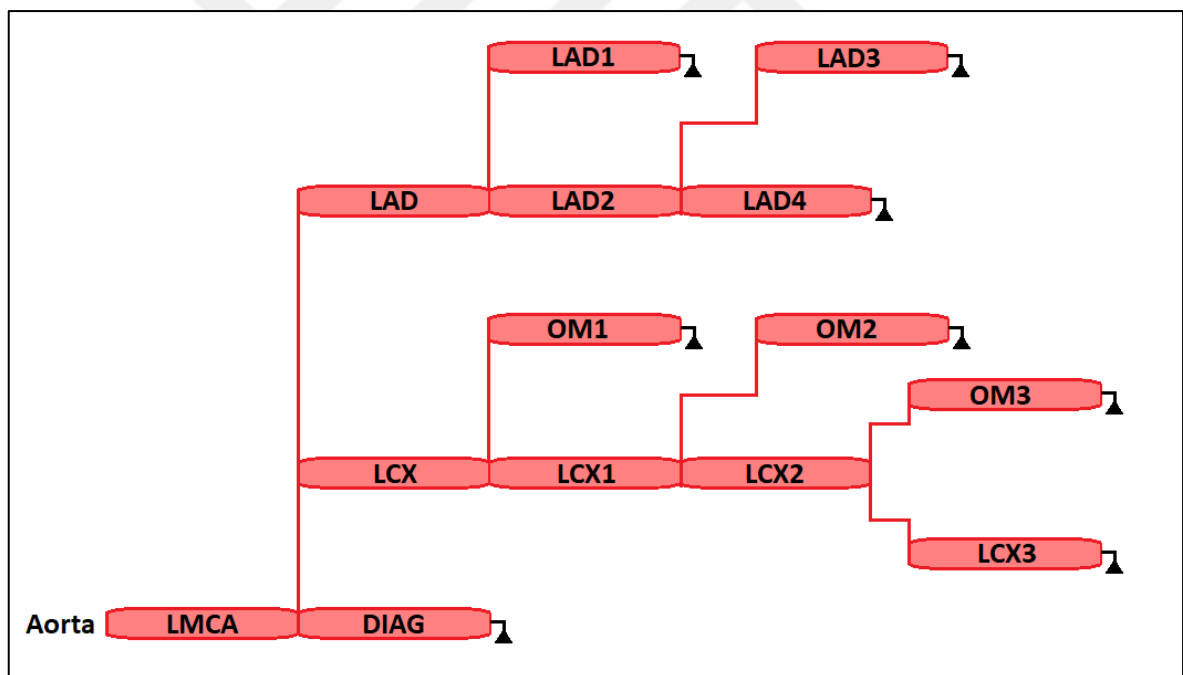 LAD1
LAD3
LAD
LAD2
LAD4
OM1
OM2
OM3
LCX
LCX1
LCX2
LCX3
Aorta
LMCA
DIAG